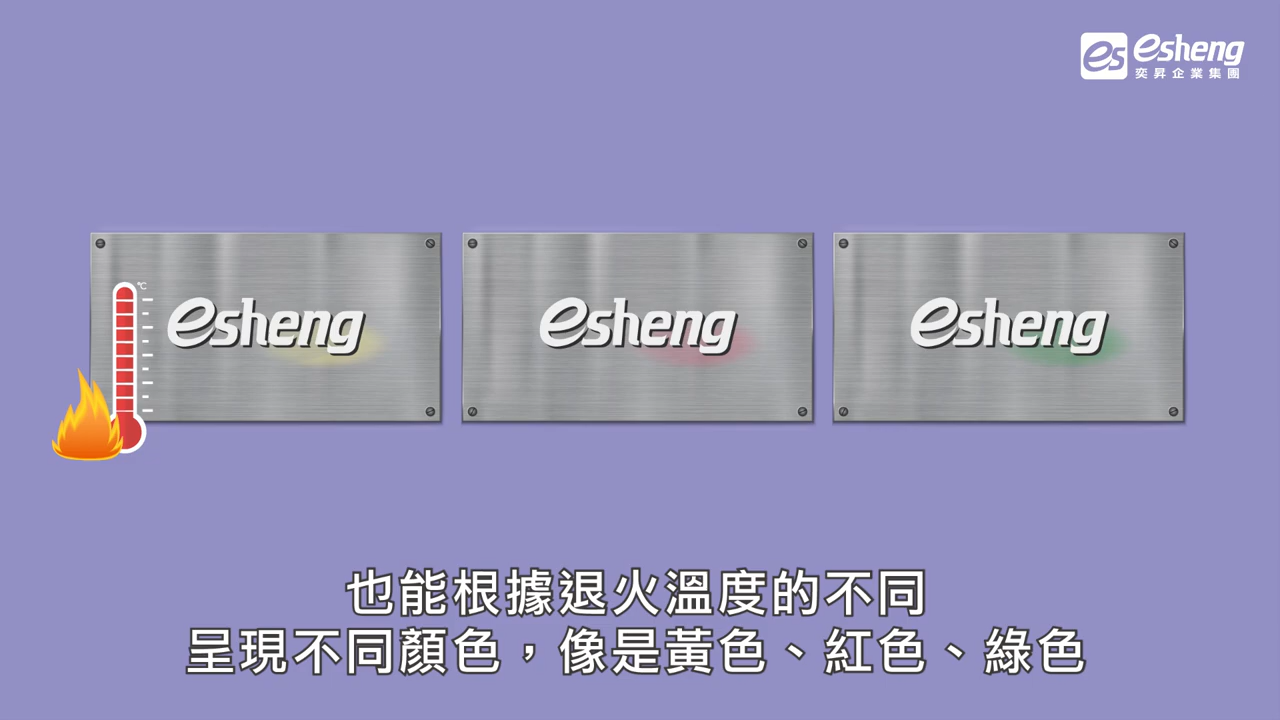 es esheng
奕昇企業集團
℃
esheng
esheng
esheng
也能根據退火溫度的不同
呈現不同顏色，像是黃色、紅色、綠色